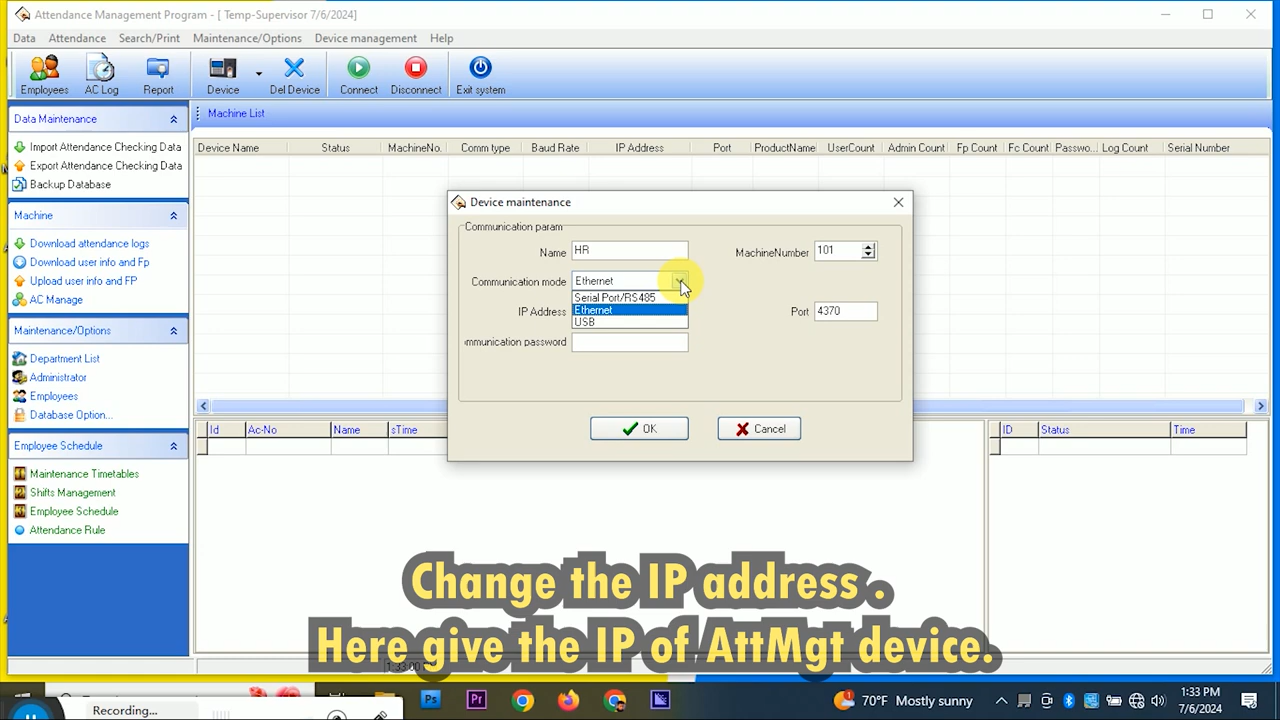 Attendance Management Program - [ Temp-Supervisor 7/6/2024]
Data Attendance Search/Print Maintenance/Options Device management Help
Employees AC Log Report Device Del Device Connect Disconnect Exit system
Data Maintenance
Import Attendance Checking Data
Export Attendance Checking Data
Backup Database
Machine
Download attendance logs
Download user info and Fp
Upload user info and FP
AC Manage
Maintenance/Options
Department List
Administrator
Employees
Database Option...
Employee Schedule
Maintenance Timetables
Shifts Management
Employee Schedule
Attendance Rule
Machine List
Device Name Status MachineNo. Comm type Baud Rate IP Address Port ProductName UserCount Admin Count Fp Count Fc Count Passwo... Log Count Serial Number
Device maintenance
Communication param
Name HR MachineNumber 101
Communication mode Ethernet
Serial Port/RS485
Ethernet
USB
IP Address Port 4370
mmunication password
OK Cancel
Id Ac-No Name sTime
ID Status Time
Change the IP address .
Here give the IP of AttMgt device.
Recording...
70°F Mostly sunny
1:33 PM
7/6/2024